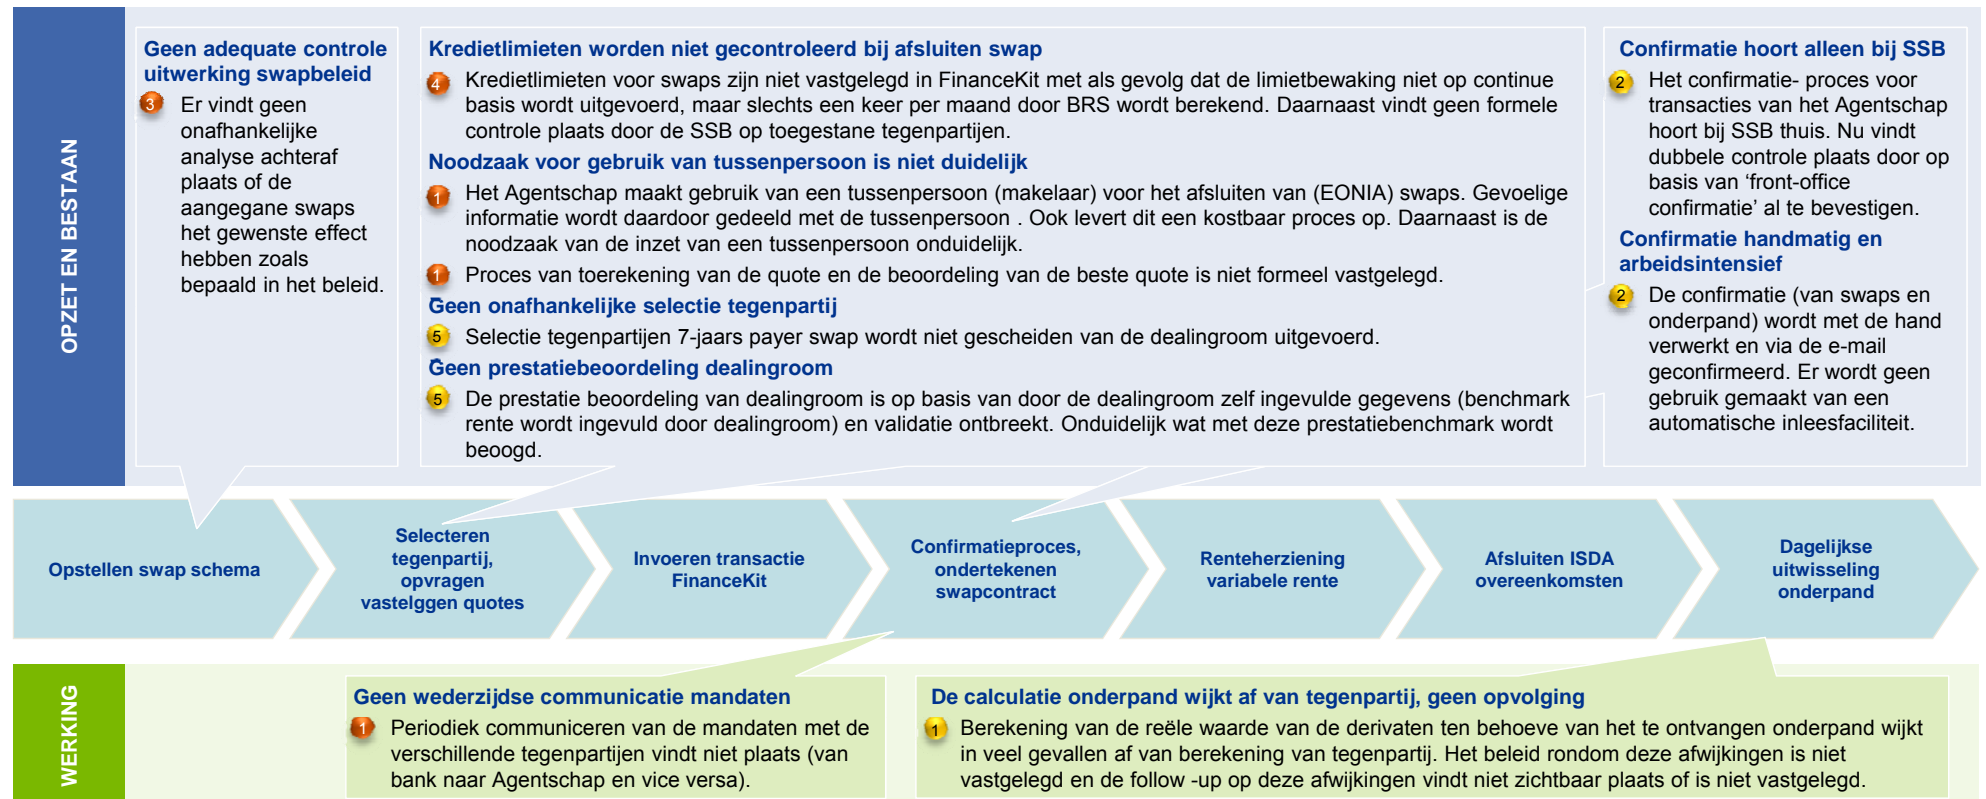 OPZET EN BESTAAN
Geen adequate controle
uitwerking swapbeleid
3 Er vindt geen
onafhankelijke
analyse achteraf
plaats of de
aangegane swaps
het gewenste effect
hebben zoals
bepaald in het beleid.
Kredietlimieten worden niet gecontroleerd bij afsluiten swap
4 Kredietlimieten voor swaps zijn niet vastgelegd in FinanceKit met als gevolg dat de limietbewaking niet op continue
basis wordt uitgevoerd, maar slechts een keer per maand door BRS wordt berekend. Daarnaast vindt geen formele
controle plaats door de SSB op toegestane tegenpartijen.
Noodzaak voor gebruik van tussenpersoon is niet duidelijk
1 Het Agentschap maakt gebruik van een tussenpersoon (makelaar) voor het afsluiten van (EONIA) swaps. Gevoelige
informatie wordt daardoor gedeeld met de tussenpersoon . Ook levert dit een kostbaar proces op. Daarnaast is de
noodzaak van de inzet van een tussenpersoon onduidelijk.
1 Proces van toerekening van de quote en de beoordeling van de beste quote is niet formeel vastgelegd.
Geen onafhankelijke selectie tegenpartij
5 Selectie tegenpartijen 7-jaars payer swap wordt niet gescheiden van de dealingroom uitgevoerd.
Geen prestatiebeoordeling dealingroom
5 De prestatie beoordeling van dealingroom is op basis van door de dealingroom zelf ingevulde gegevens (benchmark
rente wordt ingevuld door dealingroom) en validatie ontbreekt. Onduidelijk wat met deze prestatiebenchmark wordt
beoogd.
Confirmatie hoort alleen bij SSB
2 Het confirmatie- proces voor
transacties van het Agentschap
hoort bij SSB thuis. Nu vindt
dubbele controle plaats door op
basis van ‘front-office
confirmatie’ al te bevestigen.
Confirmatie handmatig en
arbeidsintensief
2 De confirmatie (van swaps en
onderpand) wordt met de hand
verwerkt en via de e-mail
geconfirmeerd. Er wordt geen
gebruik gemaakt van een
automatische inleesfaciliteit.
Opstellen swap schema
Selecteren
tegenpartij,
opvragen
vastelggen quotes
Invoeren transactie
FinanceKit
Confirmatieproces,
ondertekenen
swapcontract
Renteherziening
variabele rente
Afsluiten ISDA
overeenkomsten
Dagelijkse
uitwisseling
onderpand
WERKING
Geen wederzijdse communicatie mandaten
1 Periodiek communiceren van de mandaten met de
verschillende tegenpartijen vindt niet plaats (van
bank naar Agentschap en vice versa).
De calculatie onderpand wijkt af van tegenpartij, geen opvolging
1 Berekening van de reële waarde van de derivaten ten behoeve van het te ontvangen onderpand wijkt
in veel gevallen af van berekening van tegenpartij. Het beleid rondom deze afwijkingen is niet
vastgelegd en de follow -up op deze afwijkingen vindt niet zichtbaar plaats of is niet vastgelegd.